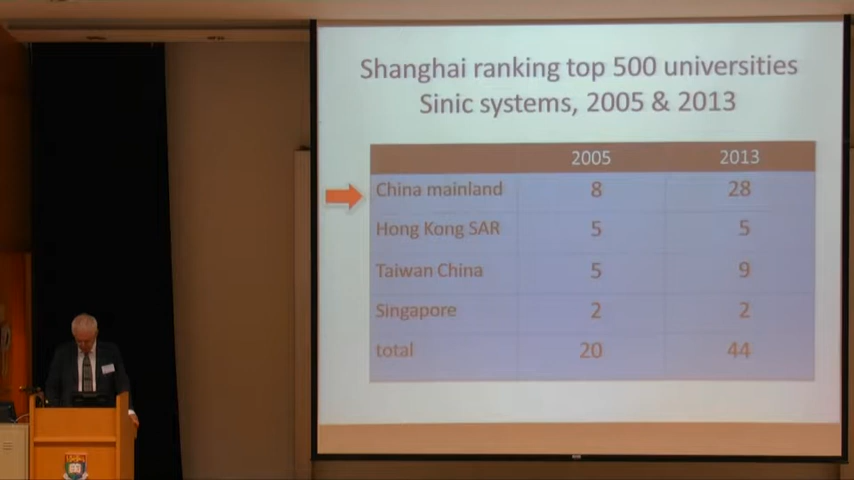 Shanghai ranking top 500 universities
Sinic systems, 2005 & 2013
2005 2013
China mainland 8 28
Hong Kong SAR 5 5
Taiwan China 5 9
Singapore 2 2
total 20 44